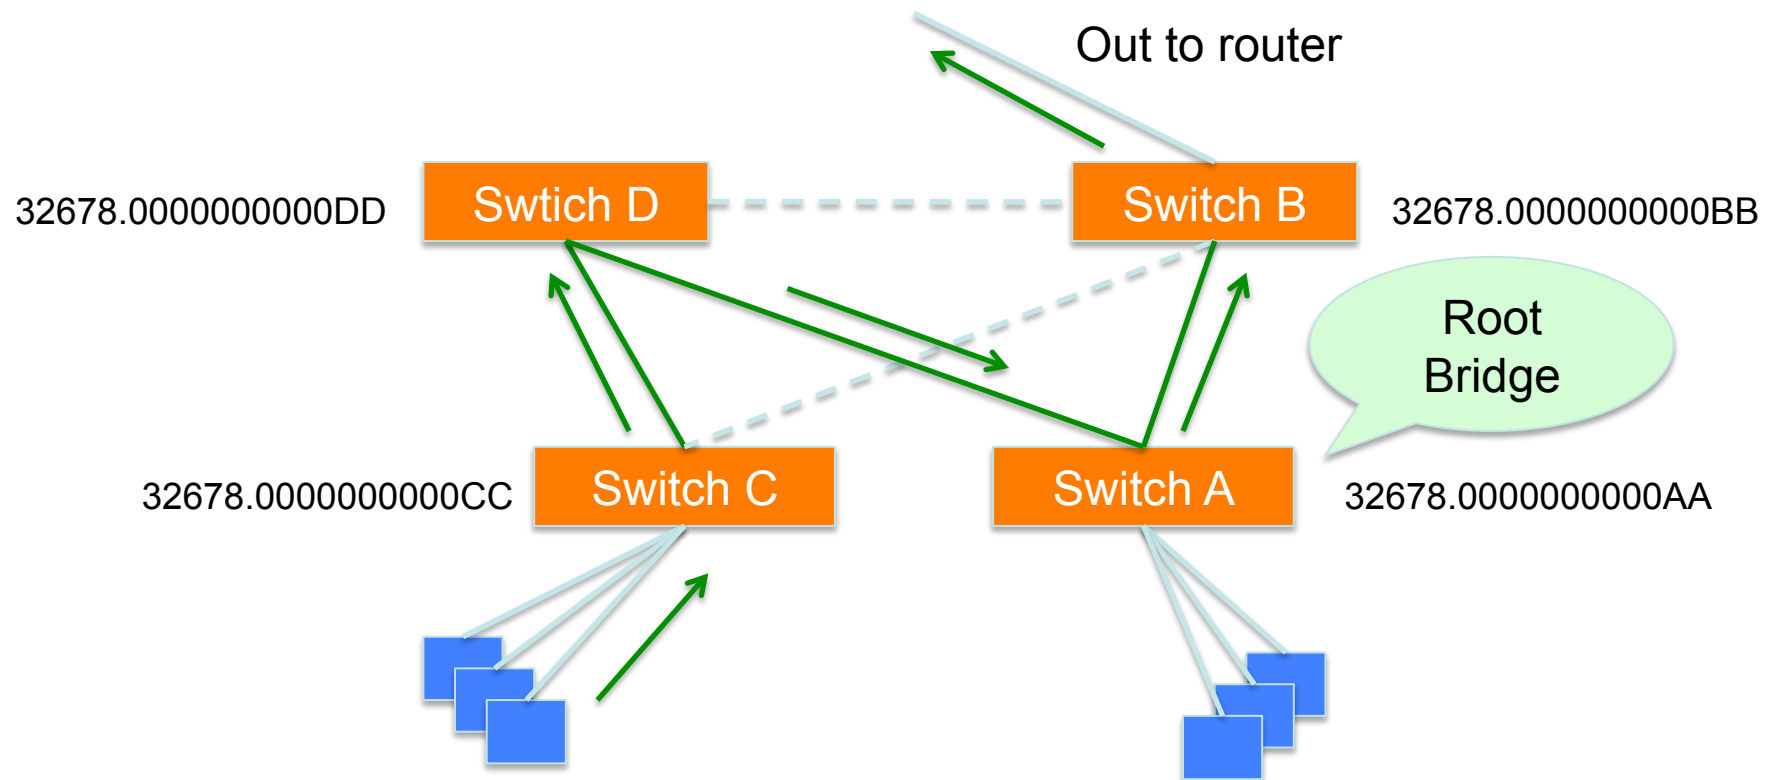 Out to router
Swtich D
Switch B
32678.0000000000DD
32678.0000000000BB
Root
Bridge
Switch C
Switch A
32678.0000000000CC
32678.0000000000AA